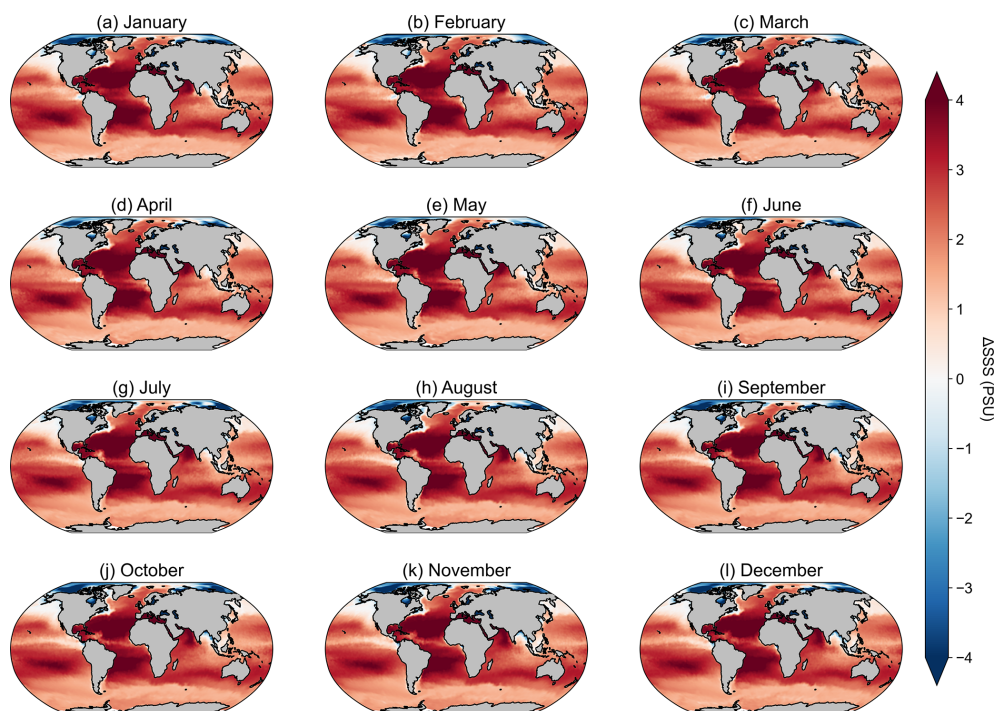 (a) January
(b) February
(c) March
(d) April
(e) May
(f) June
(g) July
(h) August
(i) September
(j) October
(k) November
(l) December
4
3
2
1
0
−1
−2
−3
−4
ΔSSS (PSU)